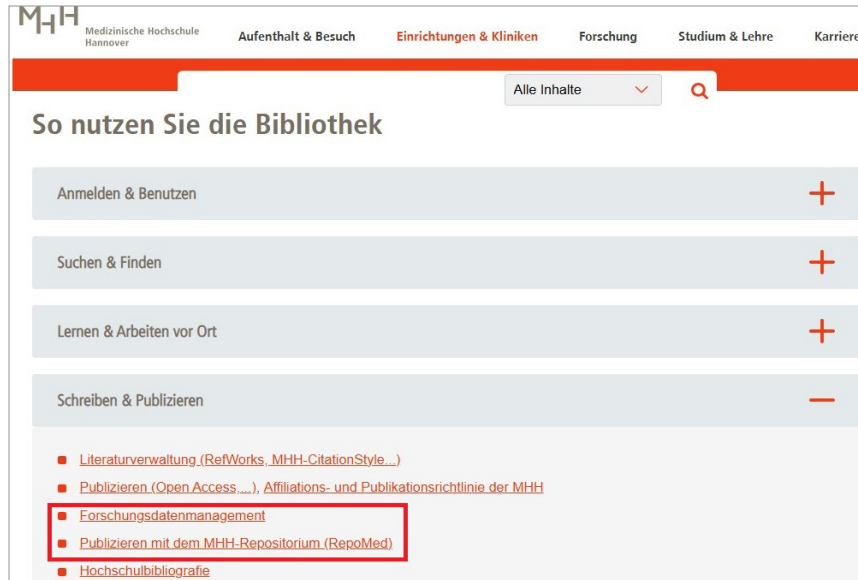 MHH
Medizinische Hochschule
Hannover
Aufenthalt & Besuch Einrichtungen & Kliniken Forschung Studium & Lehre Karriere
Alle Inhalte
So nutzen Sie die Bibliothek
Anmelden & Benutzen
Suchen & Finden
Lernen & Arbeiten vor Ort
Schreiben & Publizieren
Literaturverwaltung (RefWorks, MHH-CitationStyle...)
Publizieren (Open Access,...), Affiliations- und Publikationsrichtlinie der MHH
Forschungsdatenmanagement
Publizieren mit dem MHH-Repositorium (RepoMed)
Hochschulbibliografie